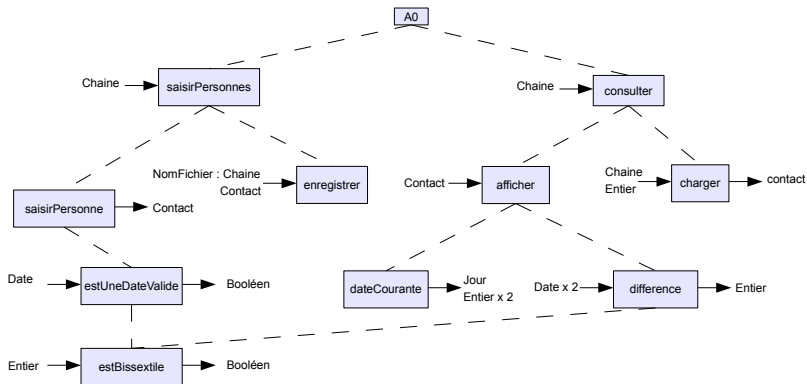 A0
Chaine
saisirPersonnes
Chaine
consulter
NomFichier : Chaine
Contact
enregistrer
Contact
afficher
Chaine
Entier
charger
contact
saisirPersonne
Contact
Date
estUneDateValide
Booléen
dateCourante
Jour
Entier x 2
Date x 2
difference
Entier
Entier
estBissextile
Booléen